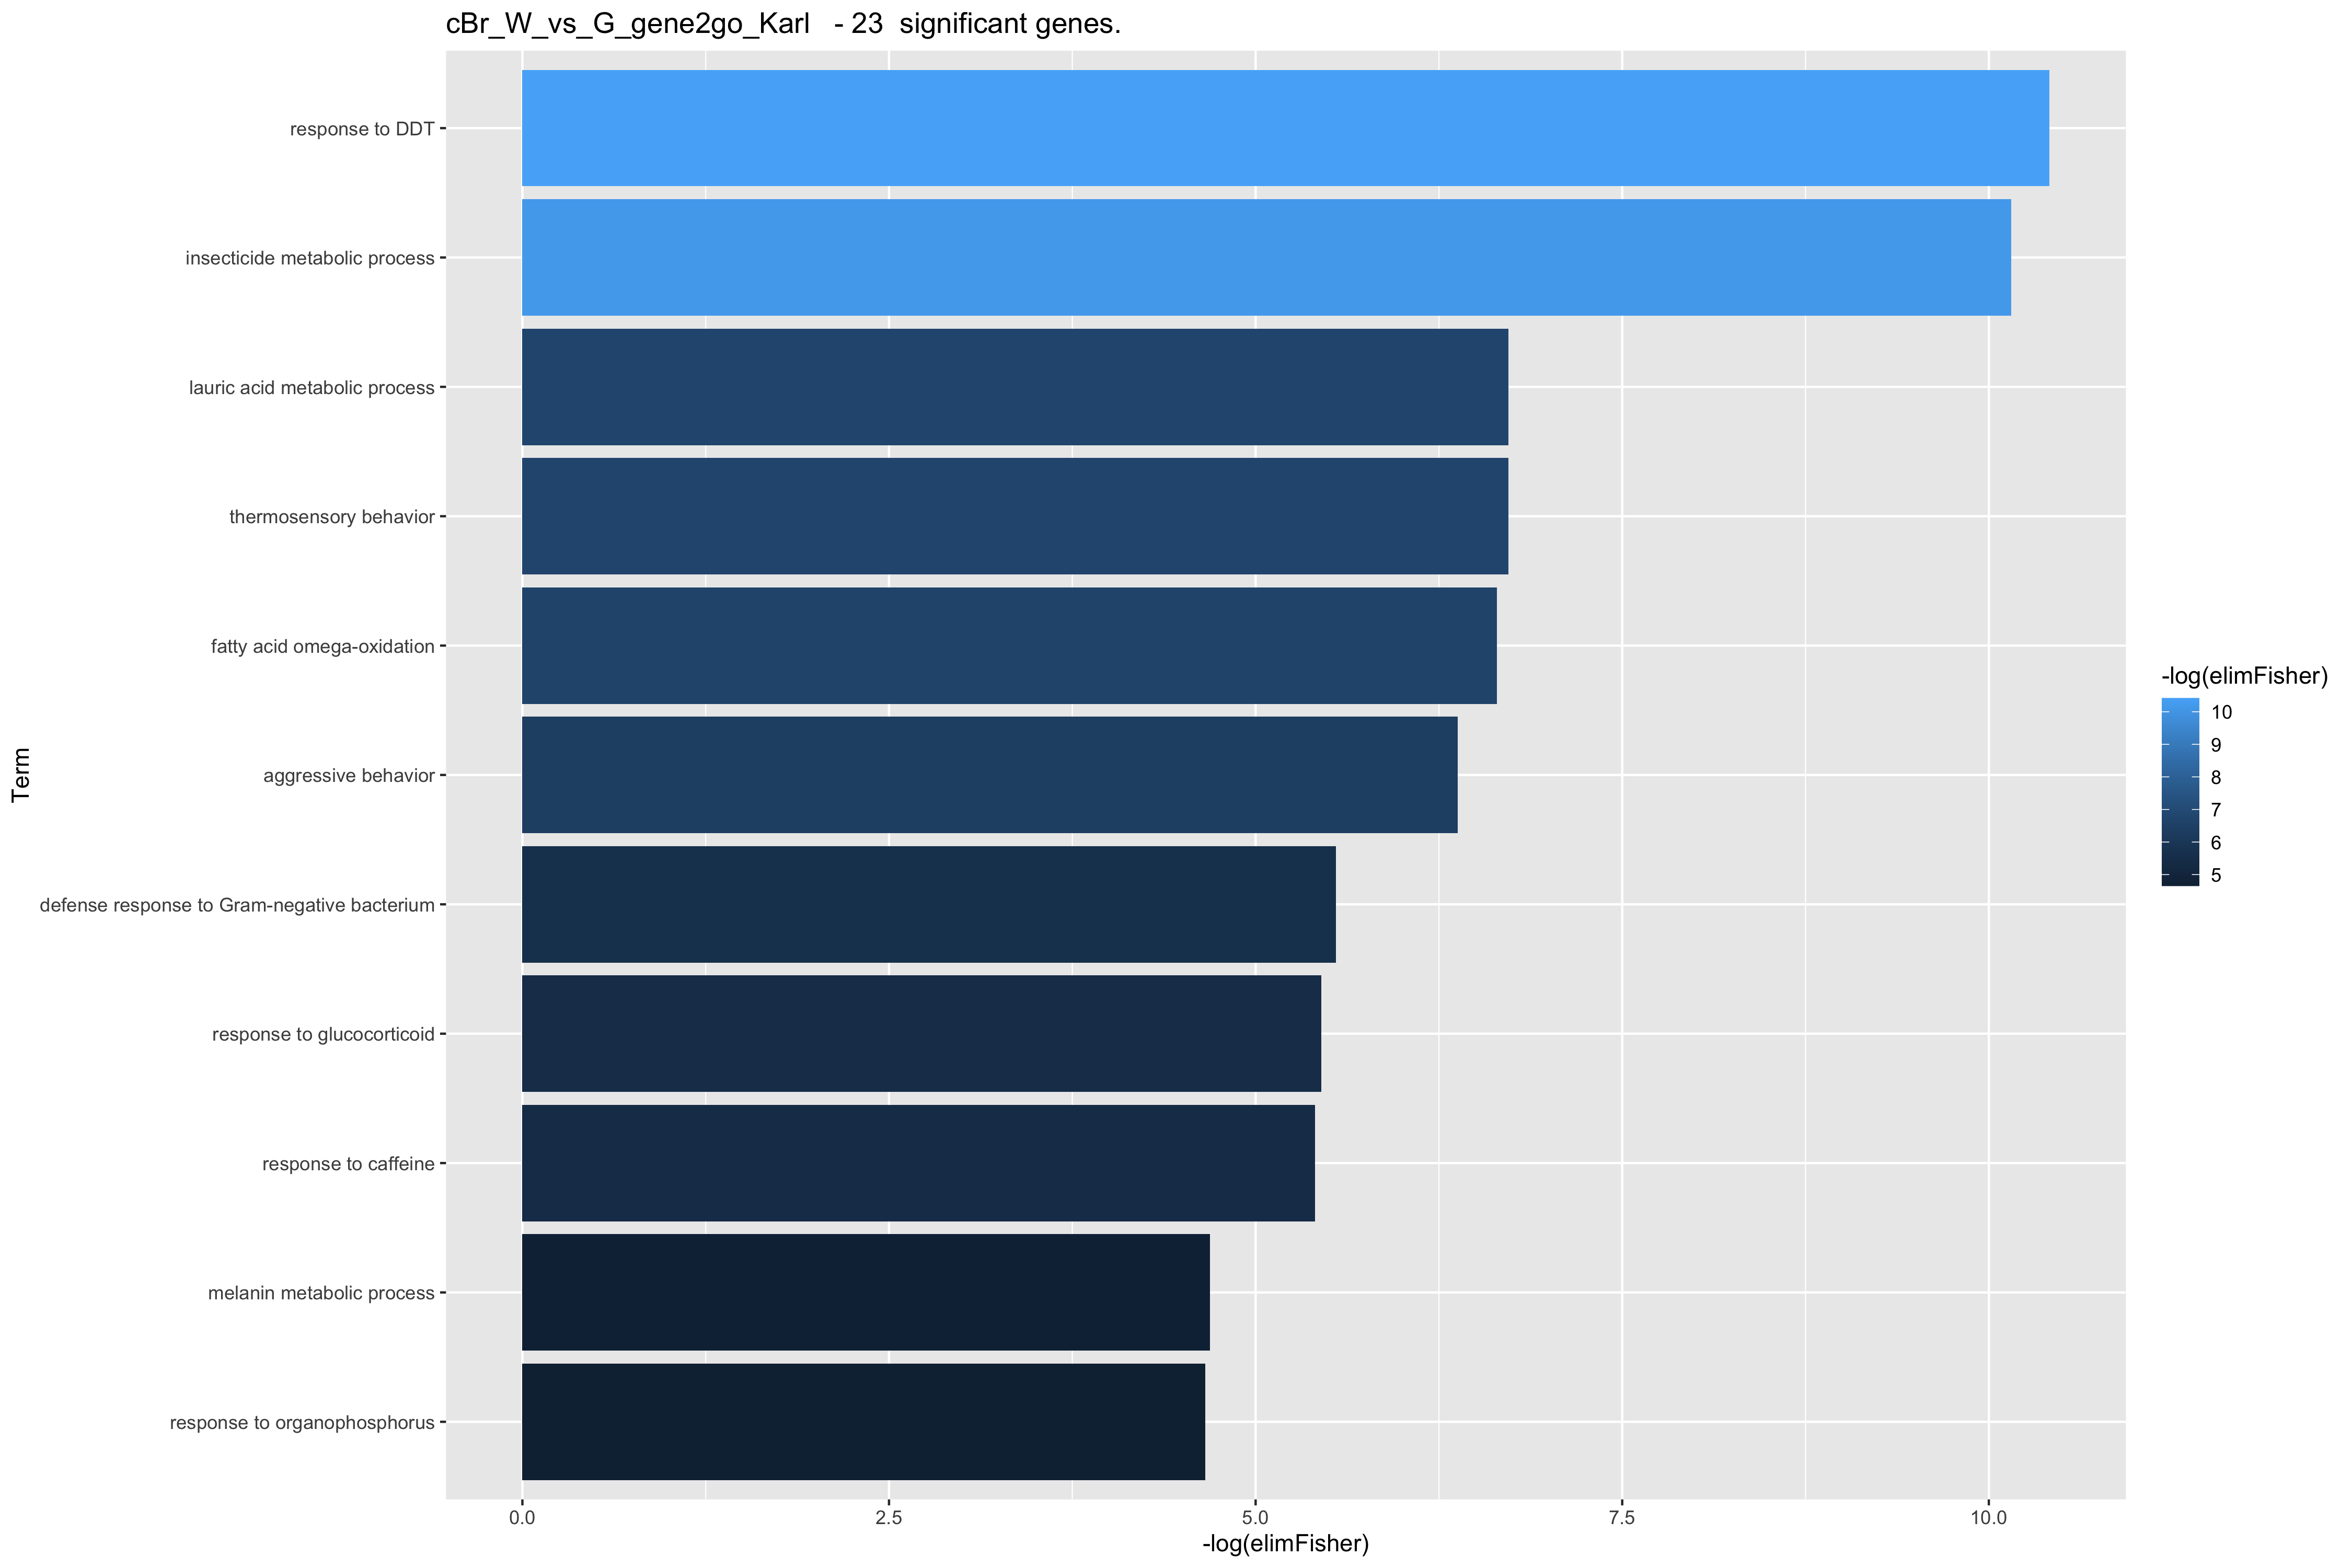 cBr_W_vs_G_gene2go_Karl   - 23  significant genes.
Term
response to DDT
insecticide metabolic process
lauric acid metabolic process
thermosensory behavior
fatty acid omega-oxidation
aggressive behavior
defense response to Gram-negative bacterium
response to glucocorticoid
response to caffeine
melanin metabolic process
response to organophosphorus
0.0 2.5 5.0 7.5 10.0
-log(elimFisher)
-log(elimFisher)
10
9
8
7
6
5